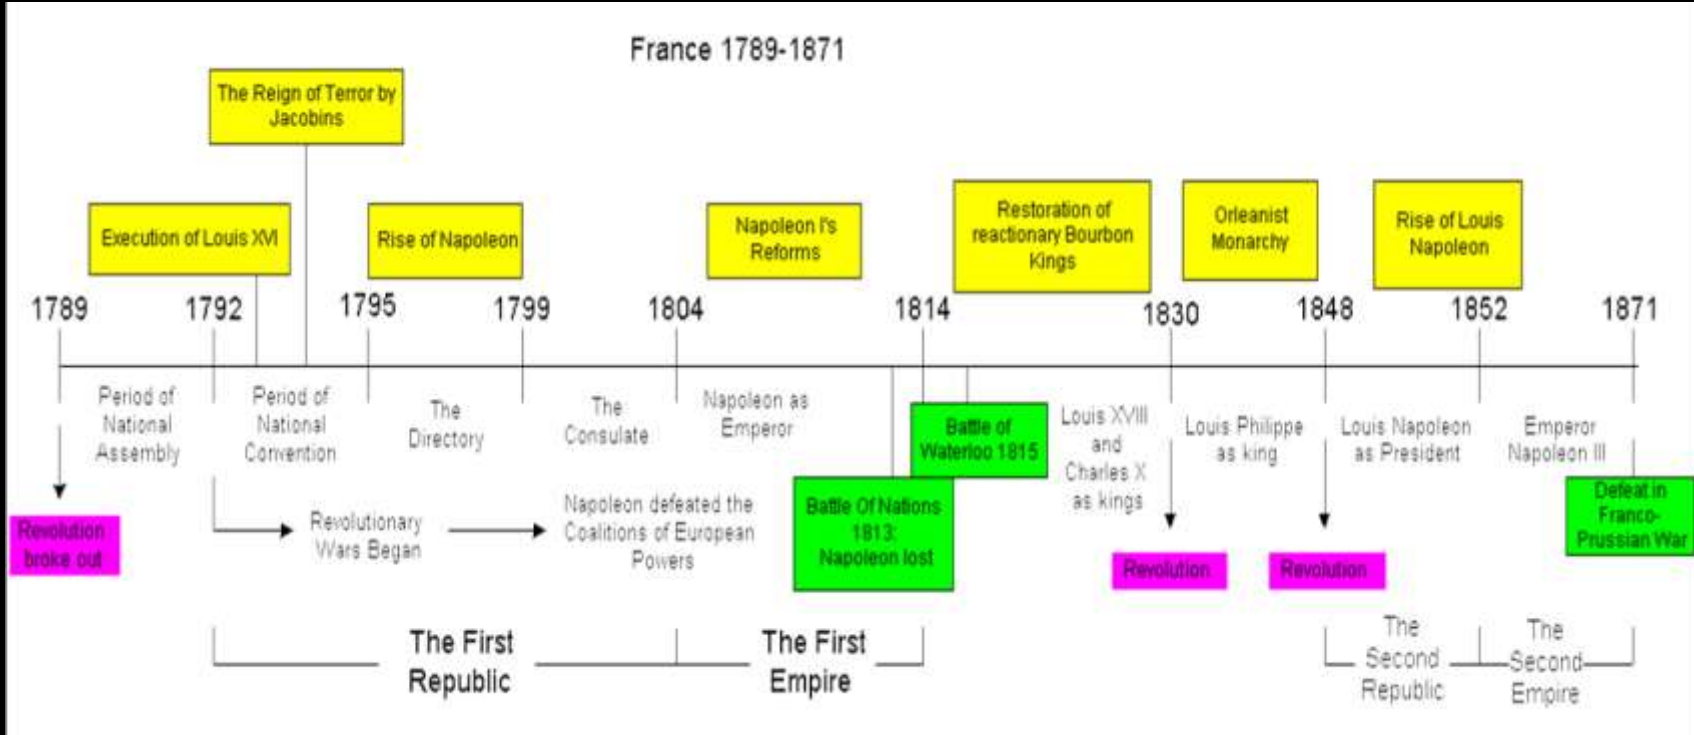 France 1789-1871
The Reign of Terror by
Jacobins
Execution of Louis XVI
Rise of Napoleon
Napoleon I's
Reforms
Restoration of
reactionary Bourbon
Kings
Orleanist
Monarchy
Rise of Louis
Napoleon
1789
1792
1795
1799
1804
1814
1830
1848
1852
1871
Period of
National
Assembly
Period of
National
Convention
The
Directory
The
Consulate
Napoleon as
Emperor
Battle of
Waterloo 1815
Louis XVIII
and
Charles X
as kings
Louis Philippe
as king
Louis Napoleon
as President
Emperor
Napoleon III
Revolution
broke out
Revolutionary
Wars Began
Napoleon defeated the
Coalitions of European
Powers
Battle Of Nations
1813:
Napoleon lost
Revolution
Revolution
Defeat in
Franco-
Prussian War
The First
Republic
The First
Empire
The
Second
Republic
The
Second
Empire